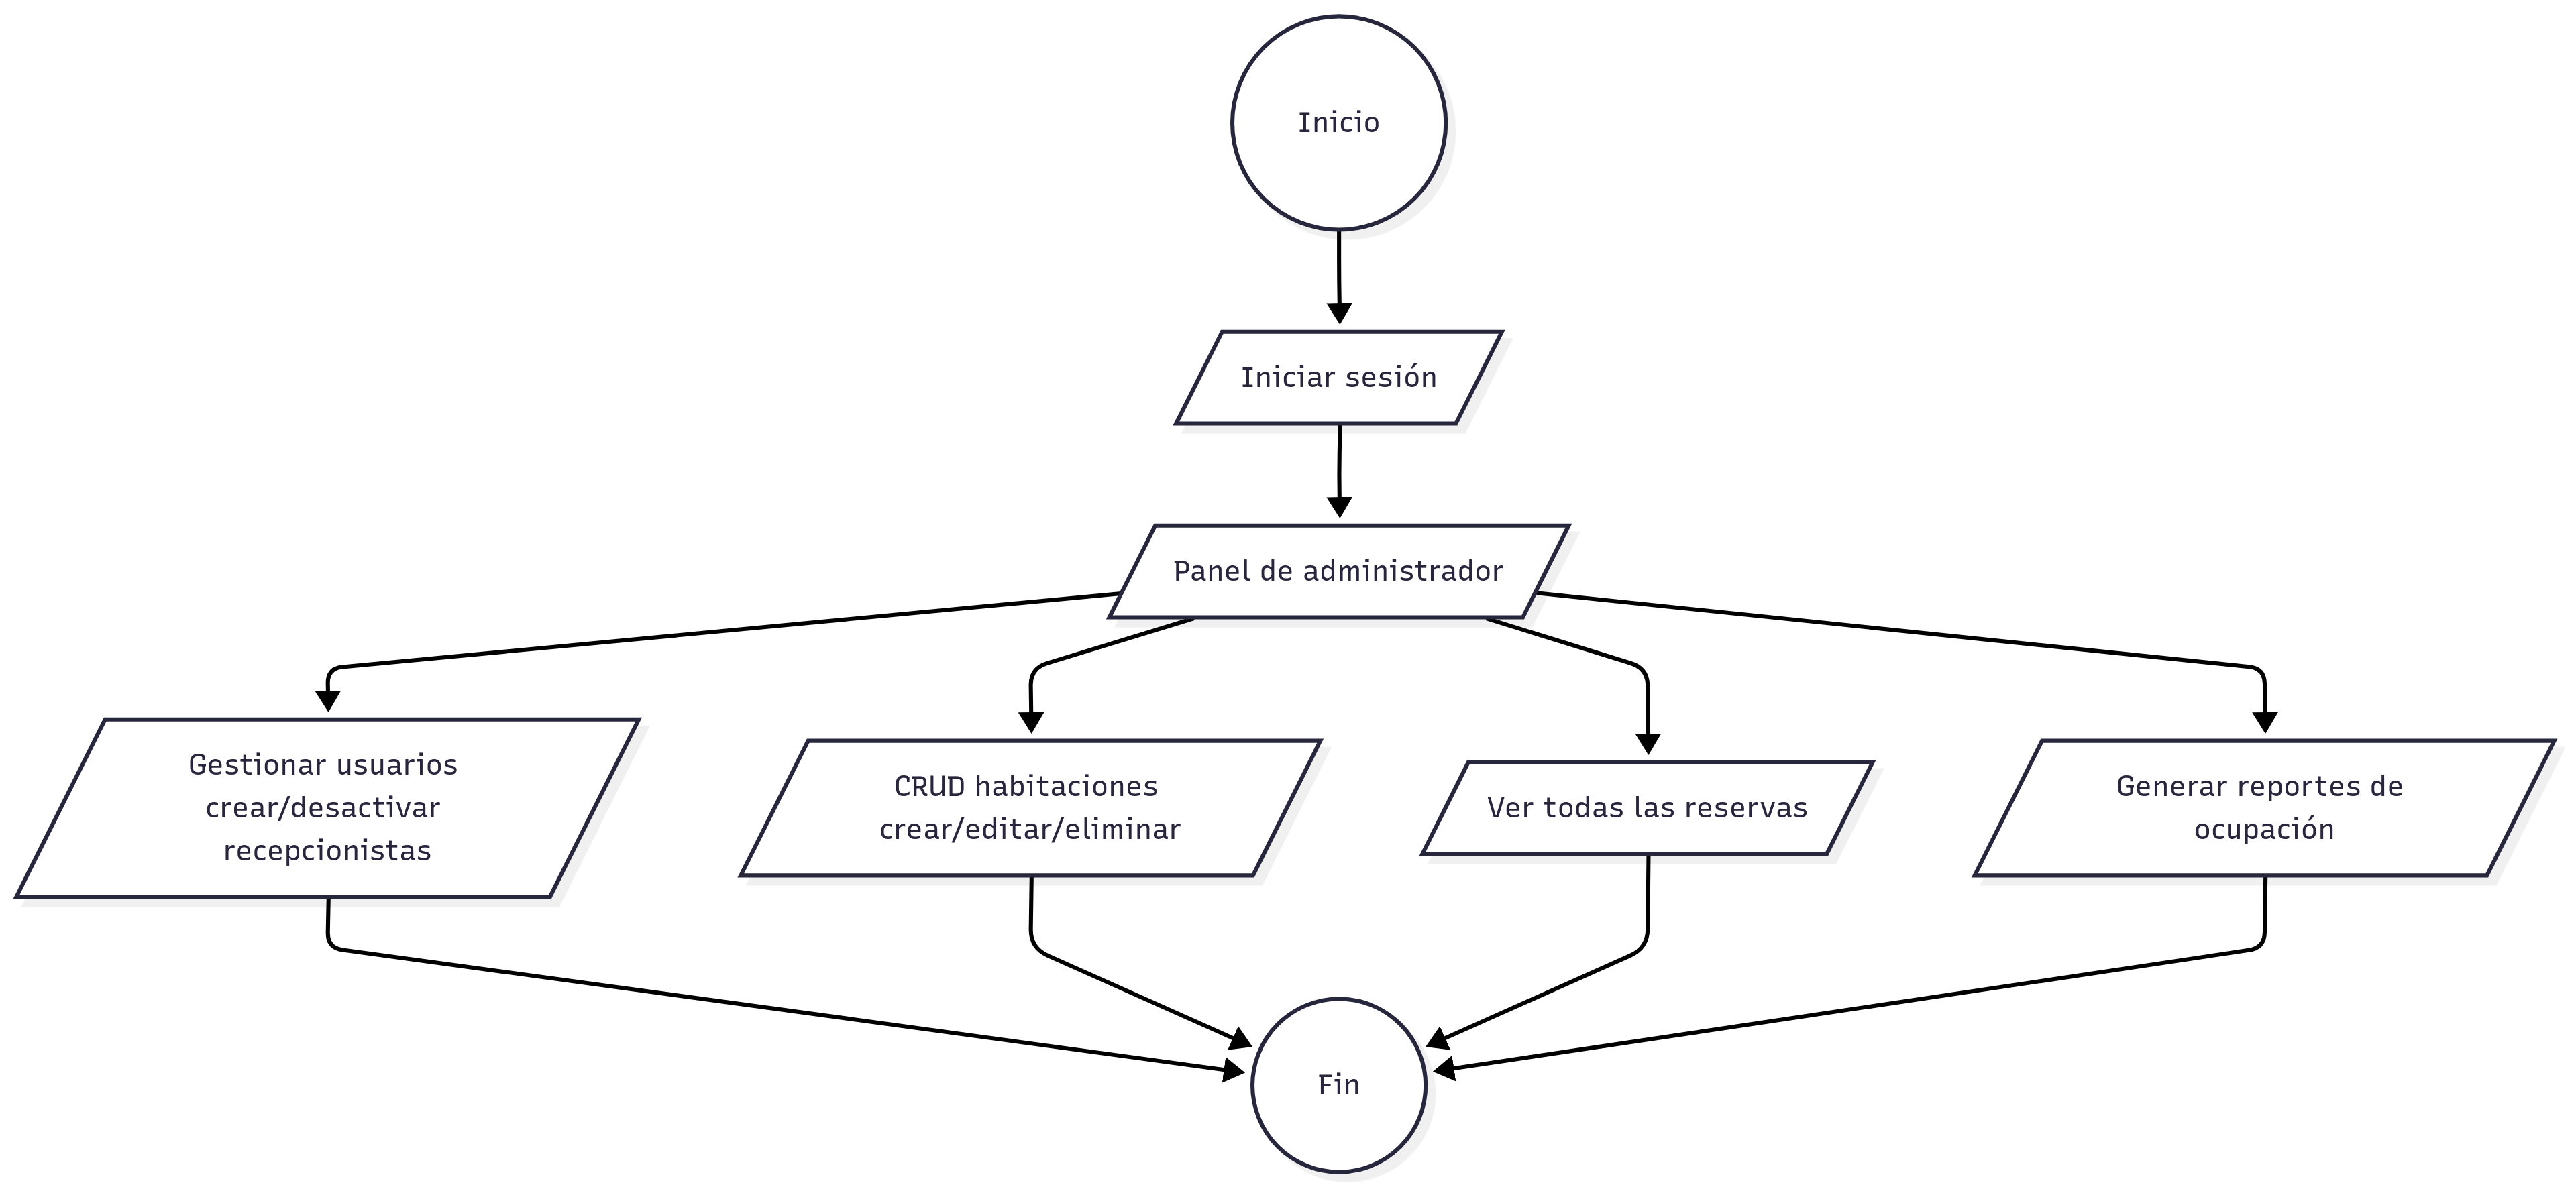 Inicio
Iniciar sesión
Panel de administrador
Gestionar usuarios
crear/desactivar
recepcionistas
CRUD habitaciones
crear/editar/eliminar
Ver todas las reservas
Generar reportes de
ocupación
Fin